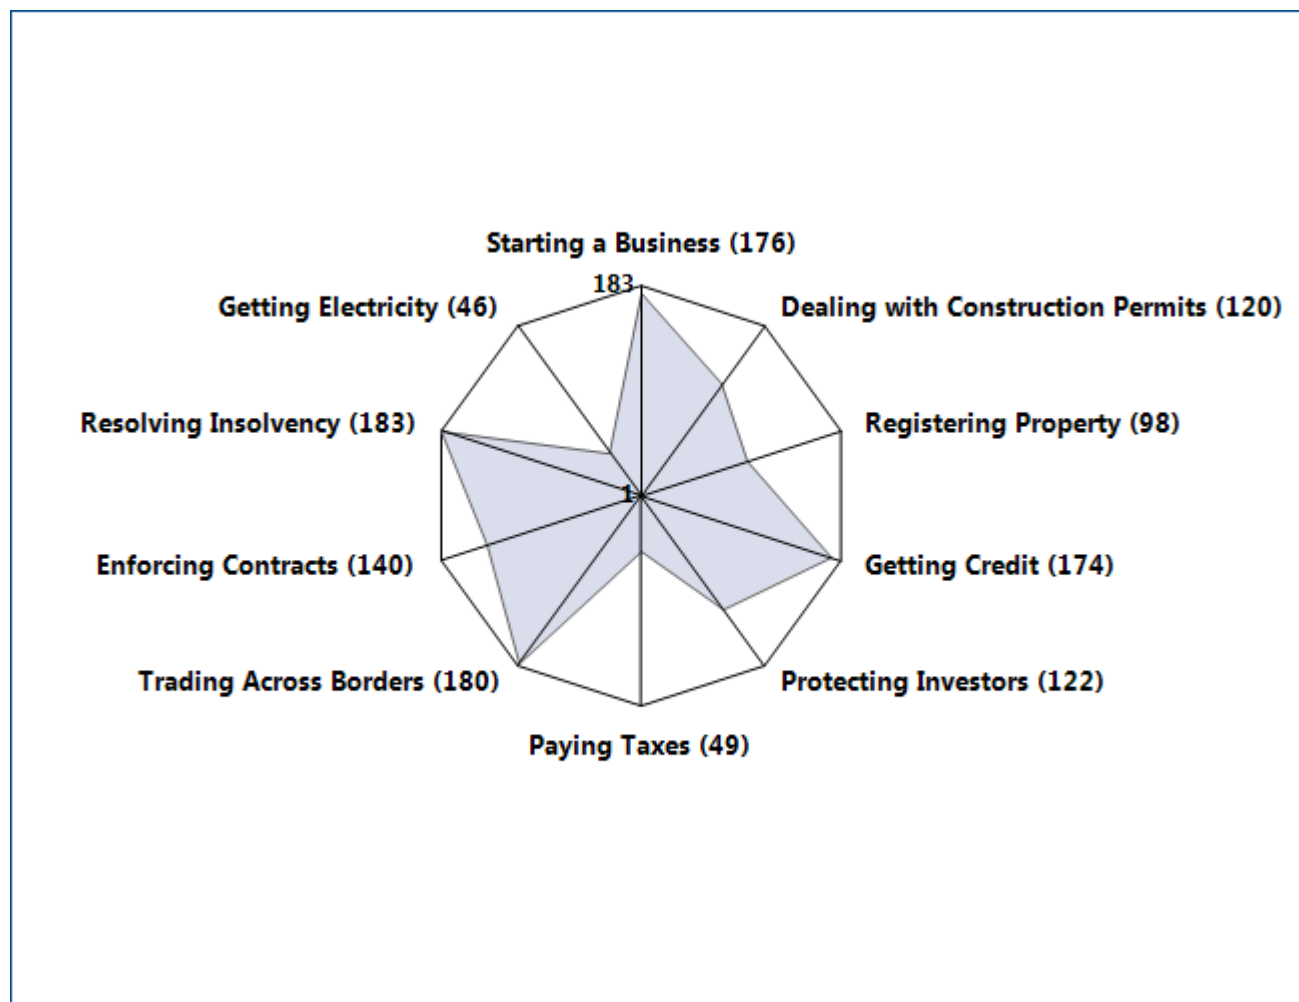 Starting a Business (176)
183
Getting Electricity (46)
Dealing with Construction Permits (120)
Resolving Insolvency (183)
Registering Property (98)
1
Enforcing Contracts (140)
Getting Credit (174)
Trading Across Borders (180)
Protecting Investors (122)
Paying Taxes (49)